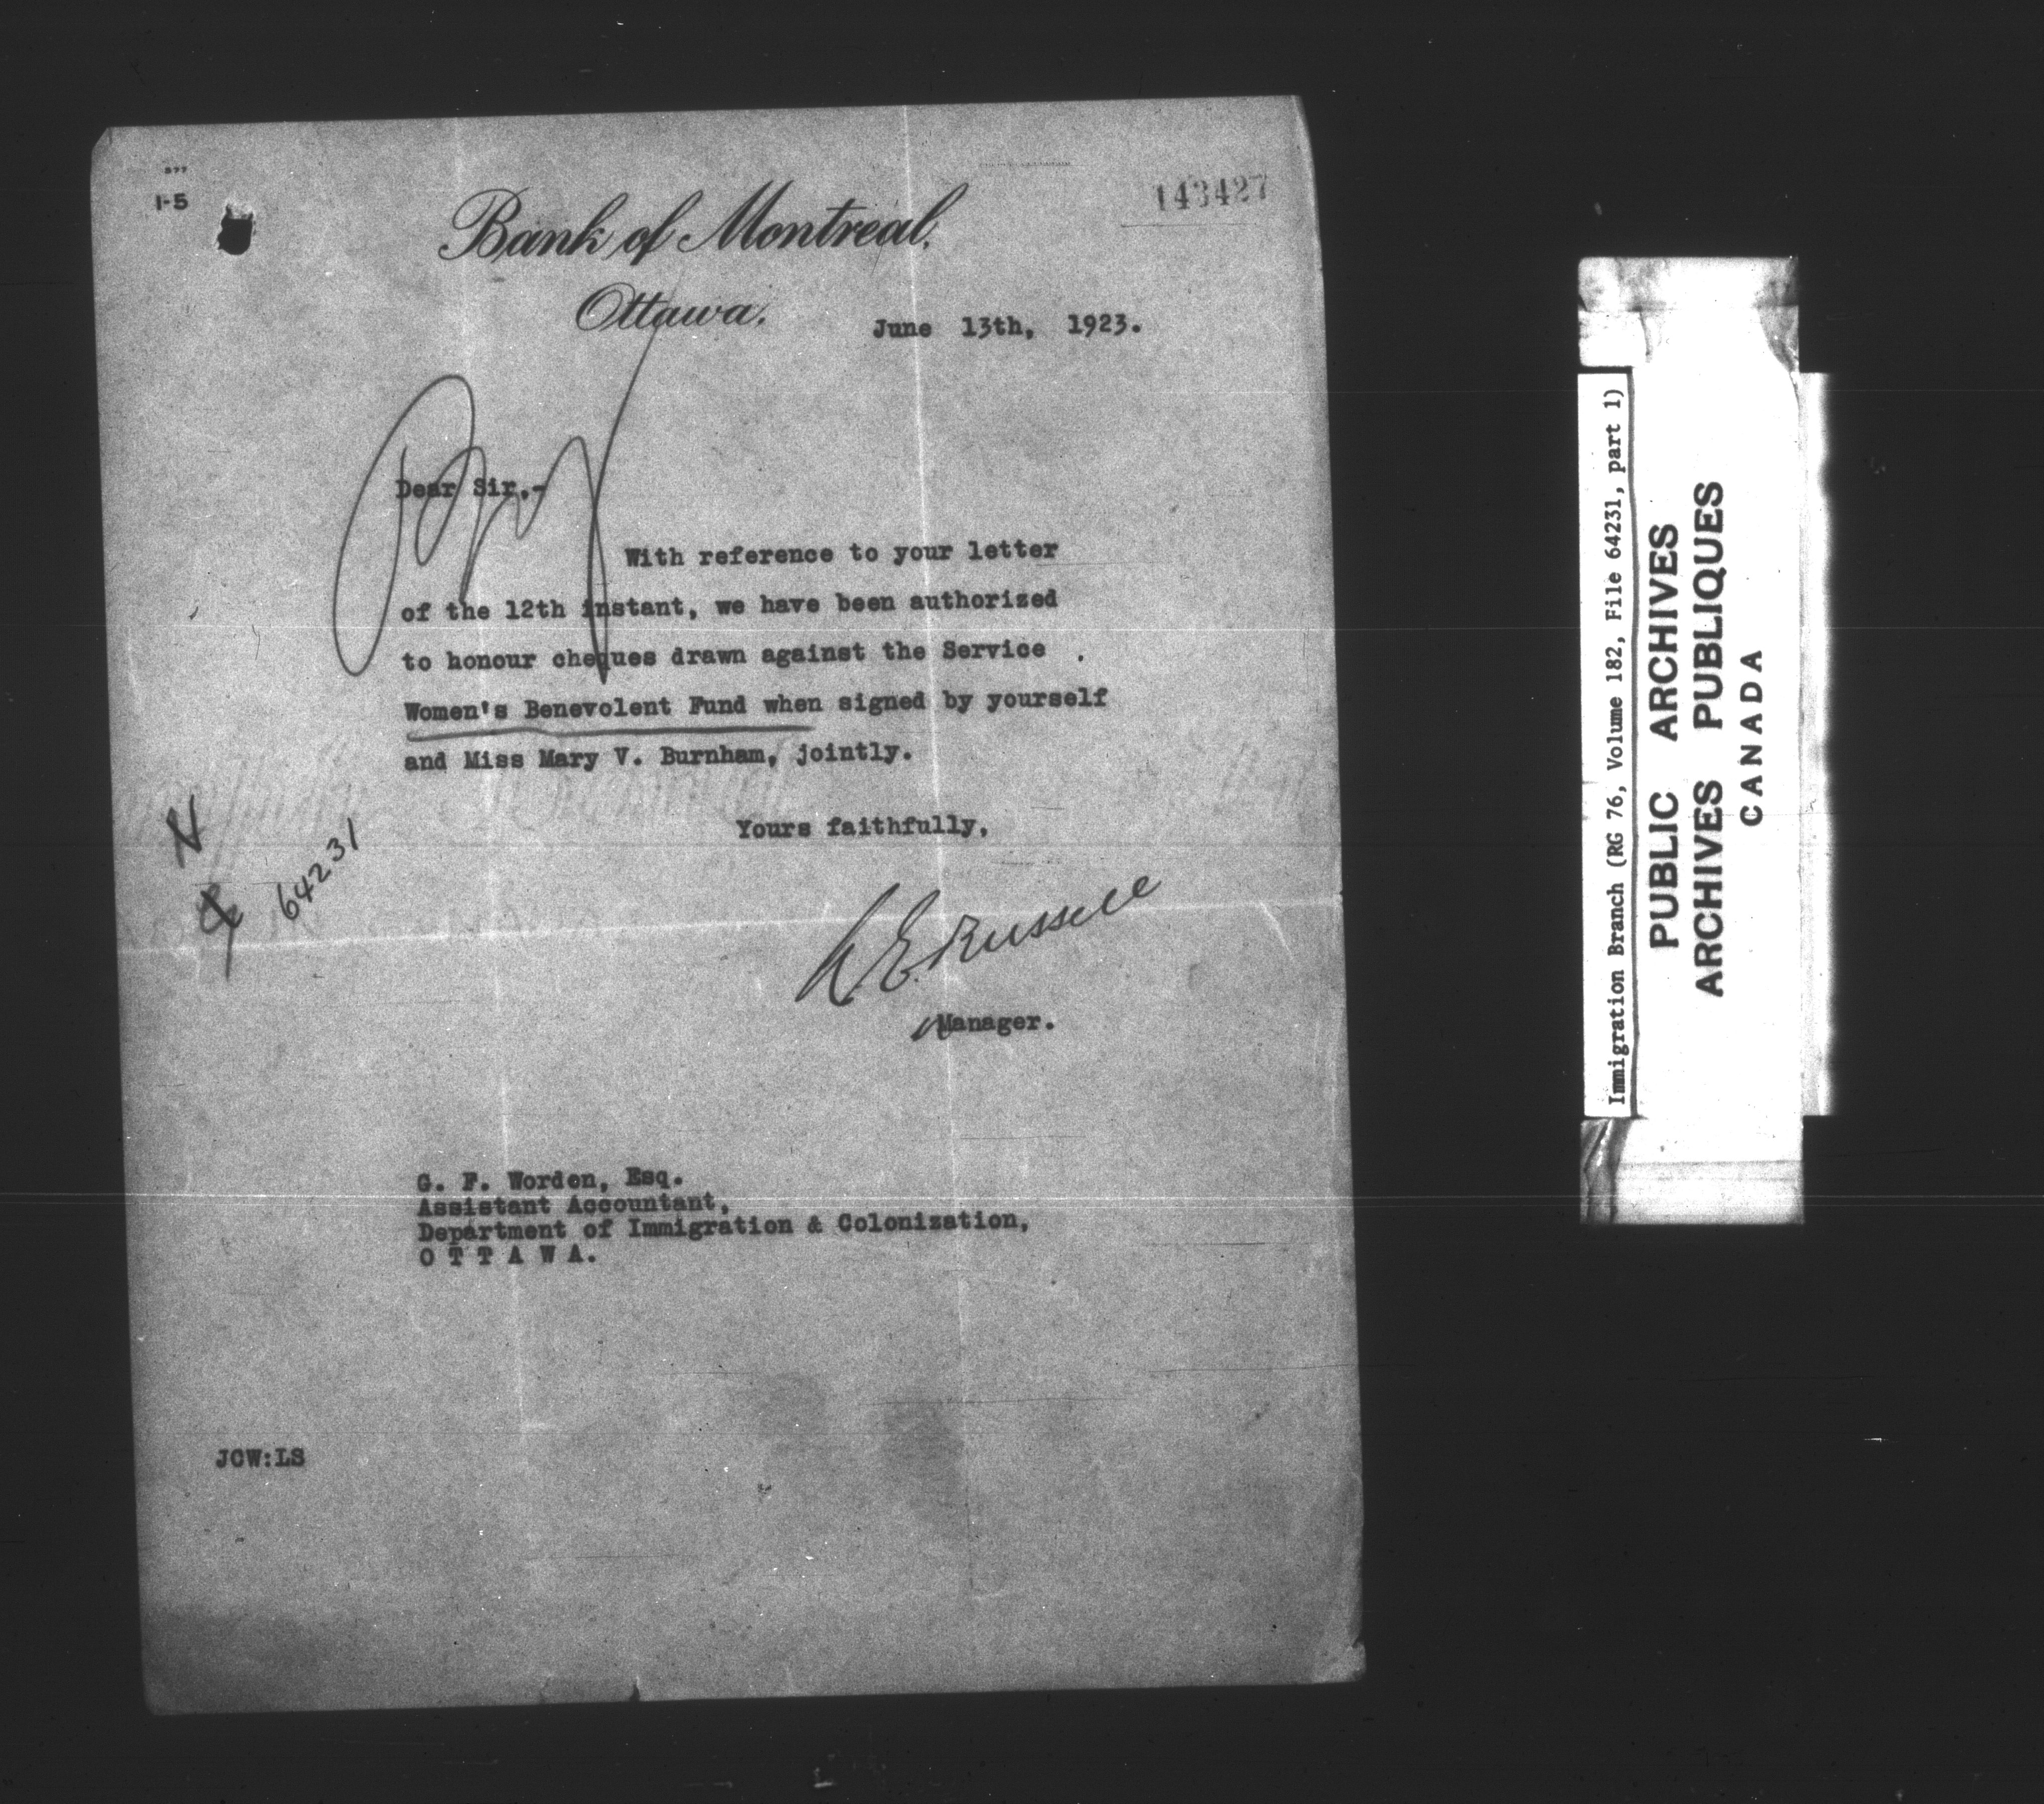 377
1-5
143427
Bank of Montreal,
Ottawa.
June 13th, 1923.
Dear Sir,-
With reference to your letter
of the 12th instant, we have been authorized
to honour cheques drawn against the Service
Women's Benevolent Fund when signed by yourself
and Miss Mary V. Burnham, jointly.
Yours faithfully,
64231
E. Russell
Manager.
G. F. Worden, Esq.
Assistant Accountant,
Department of Immigration & Colonization,
O T T A W A.
JCW:LS
Immigration Branch (RG 76, Volume 182, File 64231, part 1)
PUBLIC ARCHIVES
ARCHIVES PUBLIQUES
CANADA